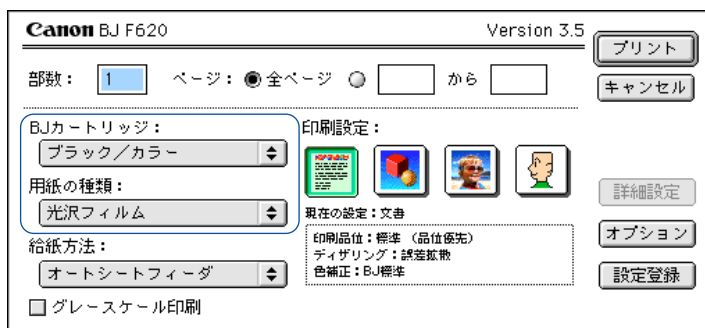 Canon BJ F620 Version 3.5
プリント
部数： 1 ページ： 全ページ から
キャンセル
BJカートリッジ：
ブラック／カラー
用紙の種類：
光沢フィルム
給紙方法：
オートシートフィーダ
グレースケール印刷
印刷設定：
現在の設定：文書
印刷品位：標準 （品位優先）
ディザリング：誤差拡散
色補正：BJ標準
詳細設定
オプション
設定登録